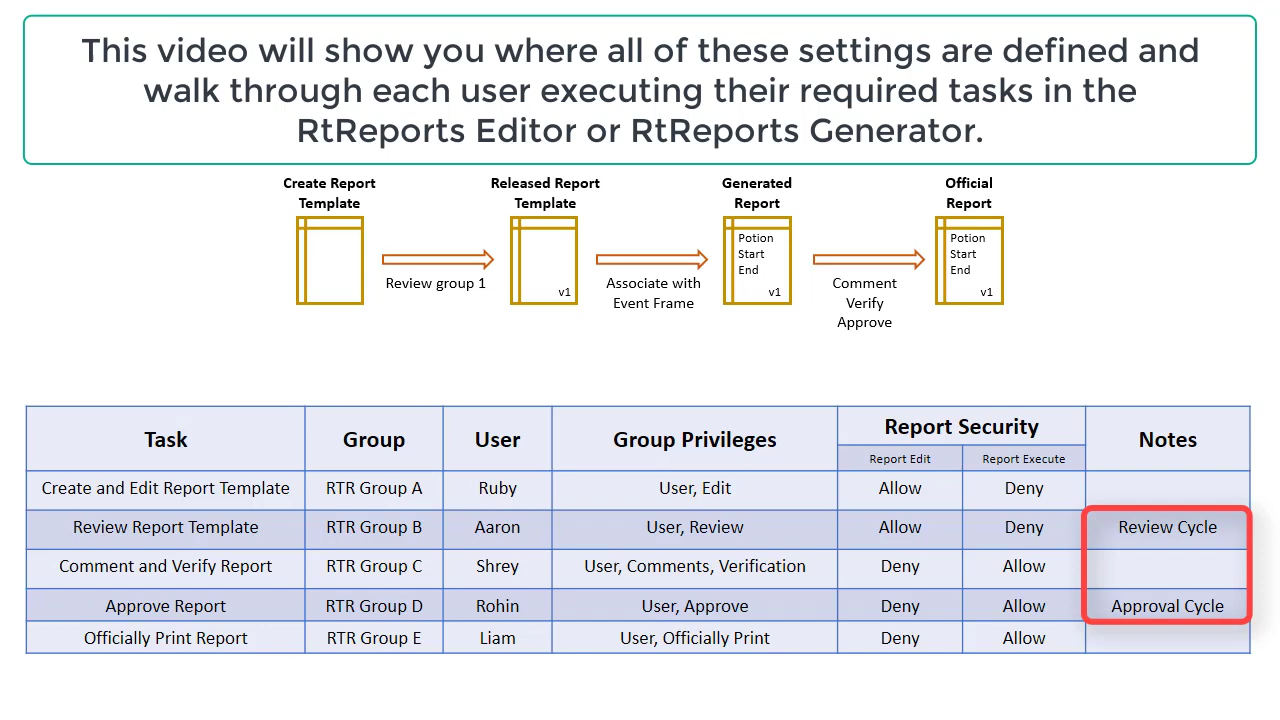 This video will show you where all of these settings are defined and
walk through each user executing their required tasks in the
RtReports Editor or RtReports Generator.
Create Report
Template
Released Report
Template
Generated
Report
Official
Report
v1
Potion
Start
End
v1
Potion
Start
End
v1
Review group 1
Associate with
Event Frame
Comment
Verify
Approve
Task Group User Group Privileges Report Security Notes
Report Edit Report Execute
Create and Edit Report Template RTR Group A Ruby User, Edit Allow Deny
Review Report Template RTR Group B Aaron User, Review Allow Deny Review Cycle
Comment and Verify Report RTR Group C Shrey User, Comments, Verification Deny Allow
Approve Report RTR Group D Rohin User, Approve Deny Allow Approval Cycle
Officially Print Report RTR Group E Liam User, Officially Print Deny Allow